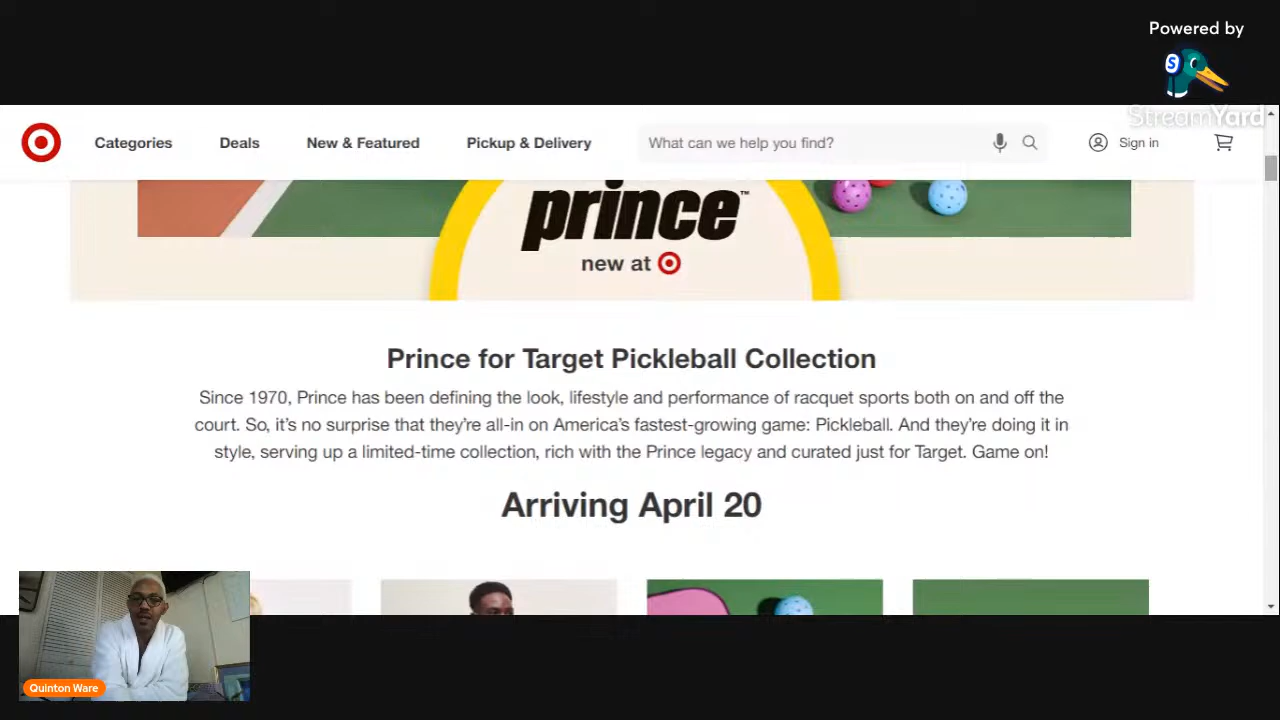 Powered by
S
StreamYard
Categories
Deals
New & Featured
Pickup & Delivery
What can we help you find?
Sign in
prince™
new at
Prince for Target Pickleball Collection
Since 1970, Prince has been defining the look, lifestyle and performance of racquet sports both on and off the
court. So, it's no surprise that they're all-in on America's fastest-growing game: Pickleball. And they're doing it in
style, serving up a limited-time collection, rich with the Prince legacy and curated just for Target. Game on!
Arriving April 20
Quinton Ware